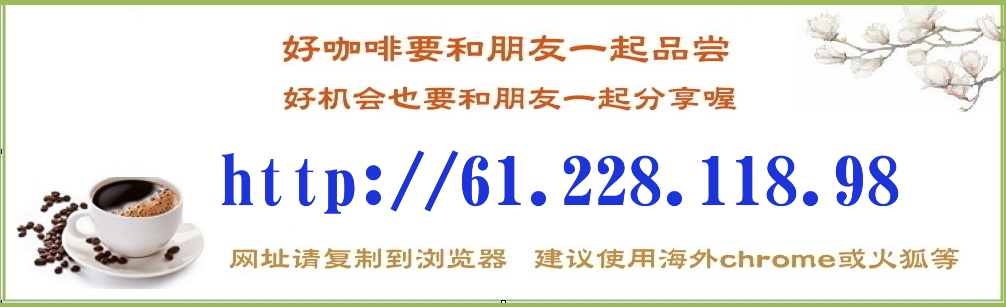 好咖啡要和朋友一起品尝
好机会也要和朋友一起分享喔
http://61.228.118.98
网址请复制到浏览器 建议使用海外chrome或火狐等